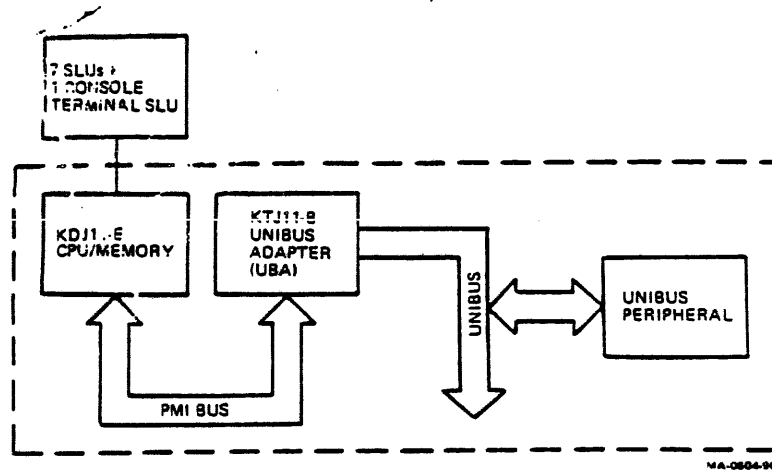 7 SLUs +
1 CONSOLE
TERMINAL SLU
CPU/MEMORY
KTJ11-B
UNIBUS
ADAPTER
(UBA)
UNIBUS
UNIBUS
PERIPHERAL
PMI BUS